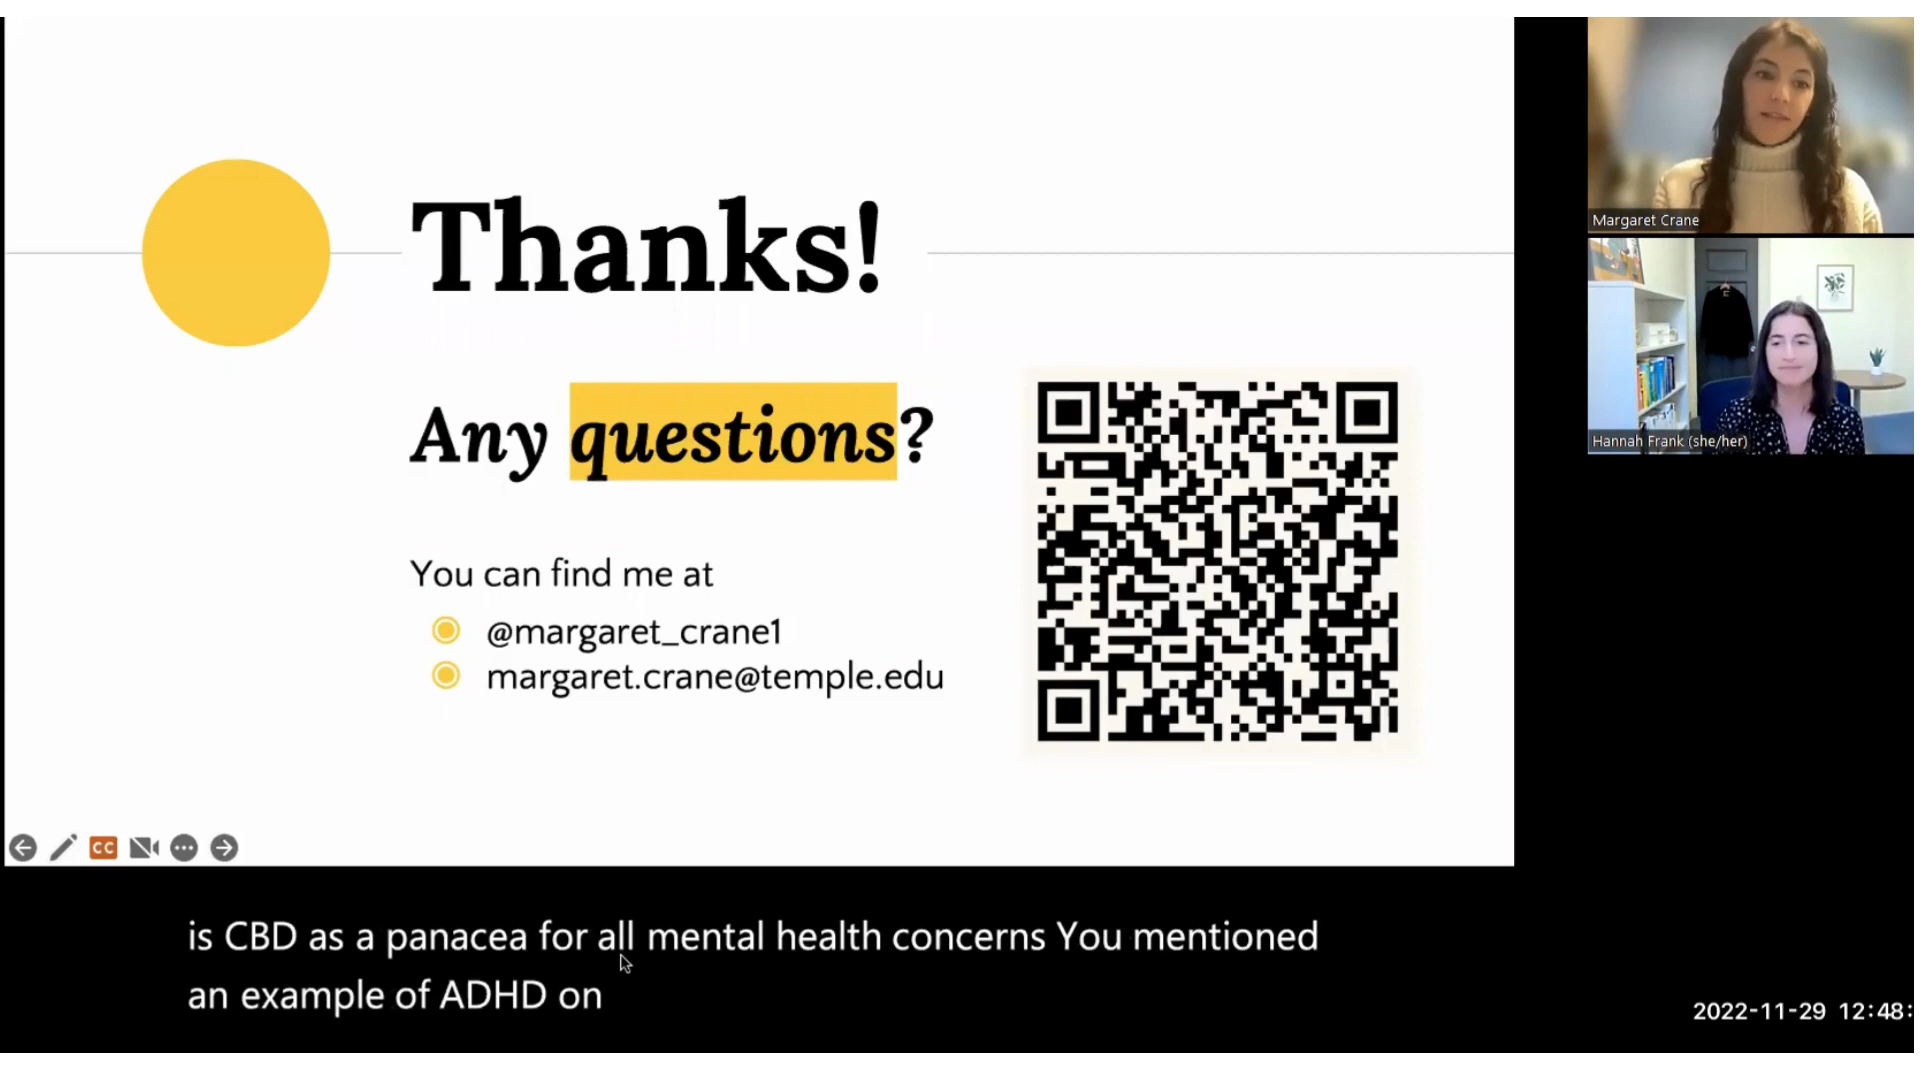 Thanks!
Any questions?
You can find me at
@margaret_crane1
margaret.crane@temple.edu
CC
is CBD as a panacea for all mental health concerns You mentioned
an example of ADHD on
Margaret Crane
Hannah Frank (she/her)
2022-11-29 12:48: